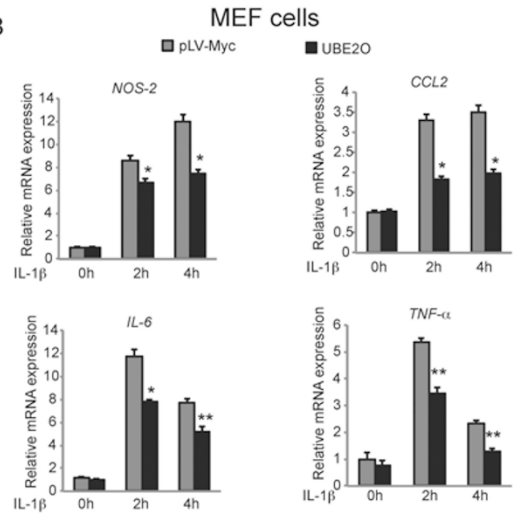 B
MEF cells
pLV-Myc
UBE2O
NOS-2
Relative mRNA expression
14
12
10
8
6
4
2
0
*
*
IL-1β 0h 2h 4h
CCL2
Relative mRNA expression
4
3.5
3
2.5
2
1.5
1
0.5
0
*
*
IL-1β 0h 2h 4h
IL-6
Relative mRNA expression
14
12
10
8
6
4
2
0
*
**
IL-1β 0h 2h 4h
TNF-α
Relative mRNA expression
6
5
4
3
2
1
0
**
**
IL-1β 0h 2h 4h